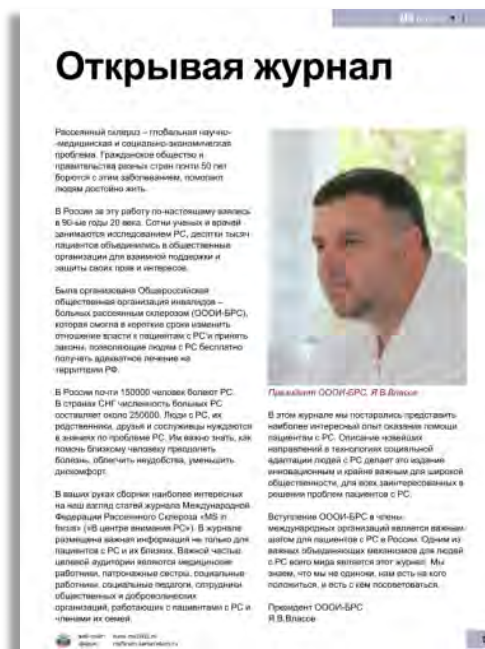 Открывая журнал
Рассеянный склероз – глобальная научно-
-медицинская и социально-экономическая
проблема. Гражданское общество и
правительства разных стран почти 50 лет
борются с этим заболеванием, помогают
людям достойно жить.
В России за эту работу по-настоящему взялись
в 90-ые годы 20 века. Сотни ученых и врачей
занимаются исследованием РС, десятки тысяч
пациентов объединились в общественные
организации для взаимной поддержки и
защиты своих прав и интересов.
Была организована Общероссийская
общественная организация инвалидов –
больных рассеянным склерозом (ОООИ-БРС),
которая смогла в короткие сроки изменить
отношение власти к пациентам с РС и принять
законы, позволяющие людям с РС бесплатно
получать адекватное лечение на
территории РФ.
В России почти 150000 человек болеют РС.
В странах СНГ численность больных РС
составляет около 250000. Люди с РС, их
родственники, друзья и сослуживцы нуждаются
в знаниях по проблеме РС. Им важно знать, как
помочь близкому человеку преодолеть
болезнь, облегчить неудобства, уменьшить
дискомфорт.
В ваших руках сборник наиболее интересных
на наш взгляд статей журнала Международной
Федерации Рассеянного Склероза «MS in
focus» («В центре внимания РС»). В журнале
размещена важная информация не только для
пациентов с РС и их близких. Важной частью
целевой аудитории являются медицинские
работники, патронажные сестры, социальные
работники, социальные педагоги, сотрудники
общественных и добровольческих
организаций, работающих с пациентами с РС и
членами их семей.
Президент ОООИ-БРС, Я.В.Власов
В этом журнале мы постарались представить
наиболее интересный опыт оказания помощи
пациентам с РС. Описание новейших
направлений в технологиях социальной
адаптации людей с РС делает это издание
инновационным и крайне важным для широкой
общественности, для всех заинтересованных в
решении проблем пациентов с РС.
Вступление ОООИ-БРС в члены
международных организаций является важным
шагом для пациентов с РС в России. Одним из
важных объединяющих механизмов для людей
с РС всего мира является этот журнал. Мы
знаем, что мы не одиноки, нам есть на кого
положиться, и есть с кем посоветоваться.
Президент ОООИ-БРС
Я.В.Власов